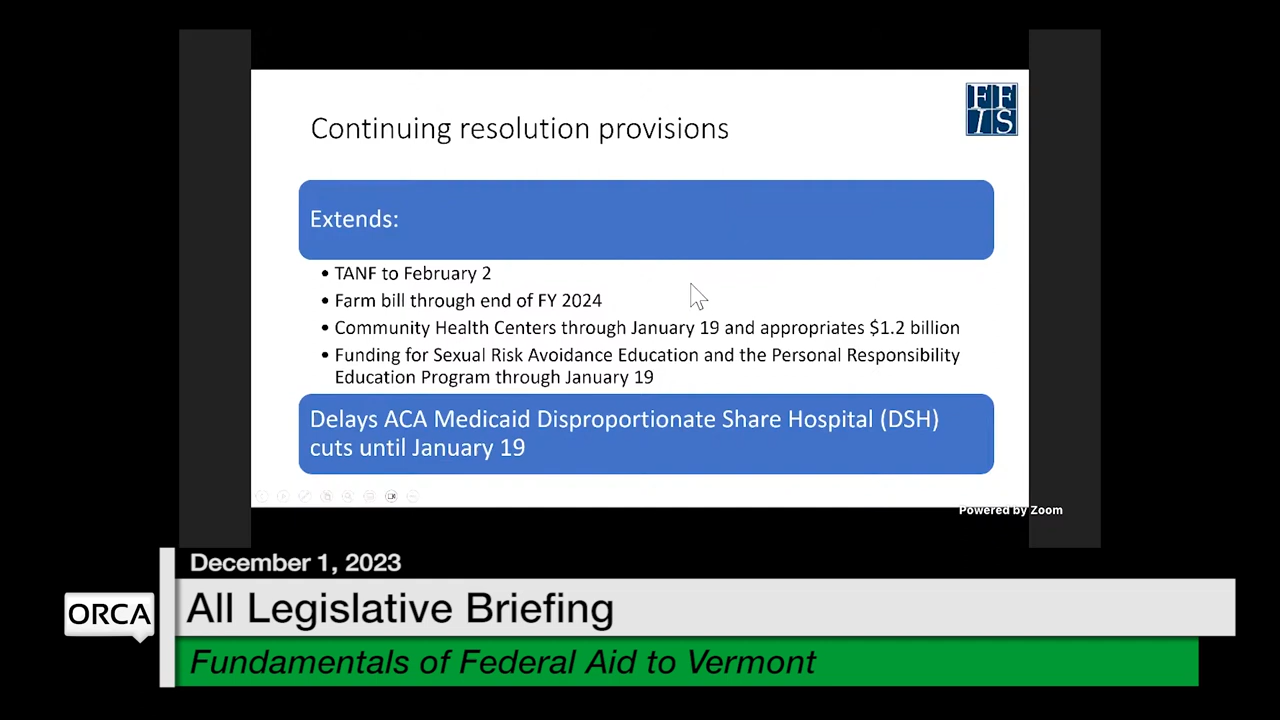 FF
IS
Continuing resolution provisions
Extends:
• TANF to February 2
• Farm bill through end of FY 2024
• Community Health Centers through January 19 and appropriates $1.2 billion
• Funding for Sexual Risk Avoidance Education and the Personal Responsibility
Education Program through January 19
Delays ACA Medicaid Disproportionate Share Hospital (DSH)
cuts until January 19
Powered by Zoom
December 1, 2023
ORCA
All Legislative Briefing
Fundamentals of Federal Aid to Vermont